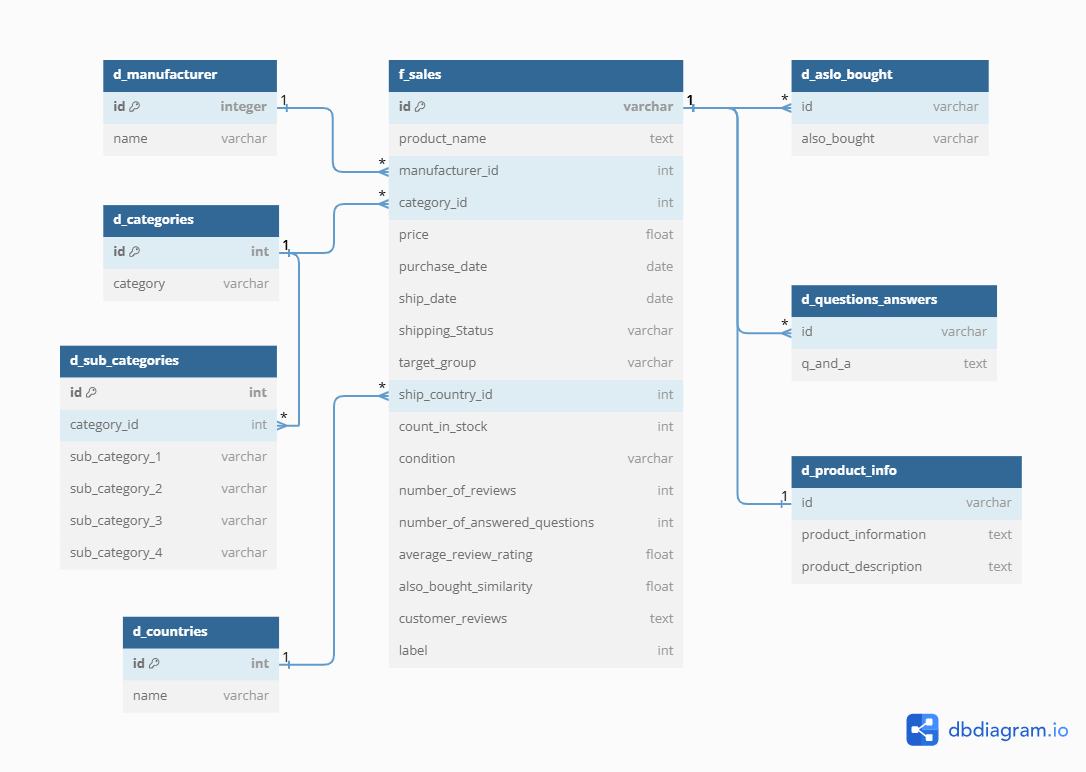 d_manufacturer
id integer
name varchar
1
*
d_categories
id int
category varchar
1
*
d_sub_categories
id int
category_id int
*
sub_category_1 varchar
sub_category_2 varchar
sub_category_3 varchar
sub_category_4 varchar
d_countries
id int
name varchar
1
*
f_sales
id varchar
product_name text
manufacturer_id int
category_id int
price float
purchase_date date
ship_date date
shipping_Status varchar
target_group varchar
ship_country_id int
count_in_stock int
condition varchar
number_of_reviews int
number_of_answered_questions int
average_review_rating float
also_bought_similarity float
customer_reviews text
label int
1
*
d_aslo_bought
id varchar
also_bought varchar
*
d_questions_answers
id varchar
q_and_a text
1
d_product_info
id varchar
product_information text
product_description text
dbdiagram.io